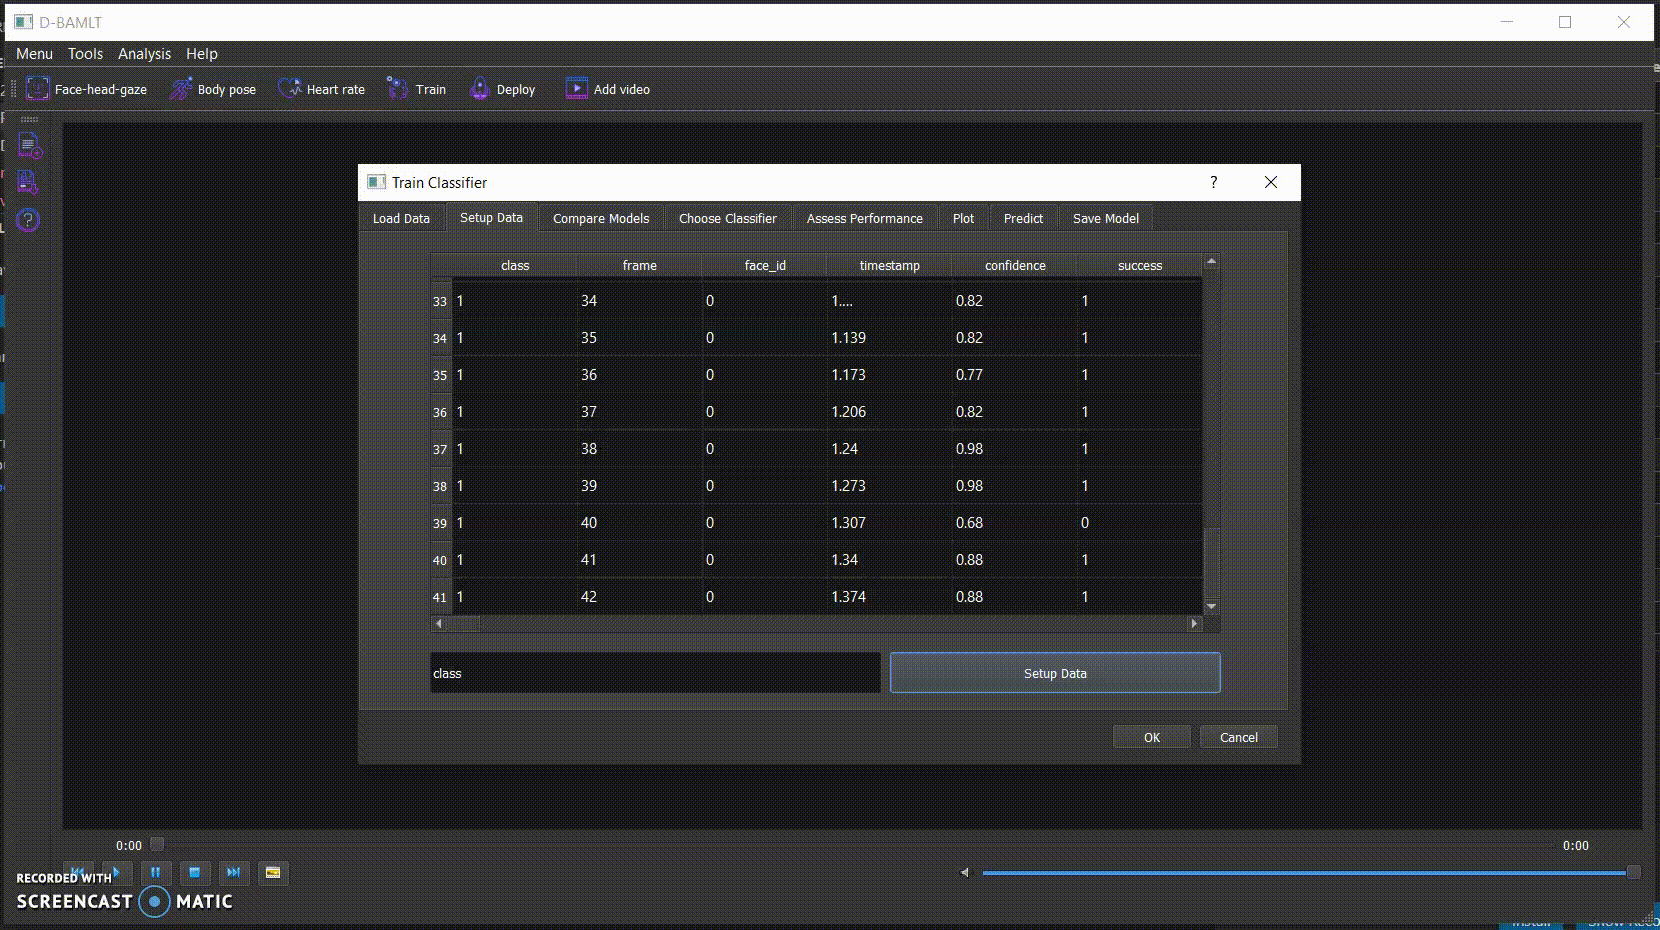 D-BAMLT
Menu Tools Analysis Help
Face-head-gaze Body pose Heart rate Train Deploy Add video
Train Classifier ?
Load Data Setup Data Compare Models Choose Classifier Assess Performance Plot Predict Save Model
class frame face_id timestamp confidence success
33 1 34 0 1.... 0.82 1
34 1 35 0 1.139 0.82 1
35 1 36 0 1.173 0.77 1
36 1 37 0 1.206 0.82 1
37 1 38 0 1.24 0.98 1
38 1 39 0 1.273 0.98 1
39 1 40 0 1.307 0.68 0
40 1 41 0 1.34 0.88 1
41 1 42 0 1.374 0.88 1
class Setup Data
OK Cancel
0:00 0:00
RECORDED WITH
SCREENCAST MATIC